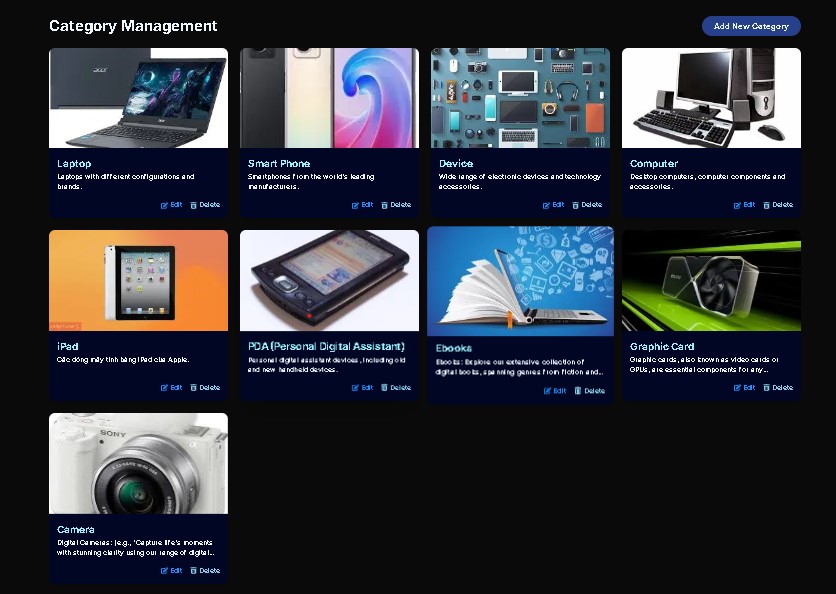 Category Management
Add New Category
acer
Laptop
Laptops with different configurations and
brands.
Edit
Delete
Smart Phone
Smartphones from the world's leading
manufacturers.
Edit
Delete
Device
Wide range of electronic devices and technology
accessories.
Edit
Delete
Computer
Desktop computers, computer components and
accessories.
Edit
Delete
iPad
Các dòng máy tính bảng iPad của Apple.
Edit
Delete
PDA (Personal Digital Assistant)
Personal digital assistant devices, including old
and new handheld devices.
Edit
Delete
Ebooks
Ebooks: Explore our extensive collection of
digital books, spanning genres from fiction and...
Edit
Delete
Graphic Card
Graphic cards, also known as video cards or
GPUs, are essential components for any...
Edit
Delete
SONY
Camera
Digital Cameras: (e.g., "Capture life's moments
with stunning clarity using our range of digital...
Edit
Delete